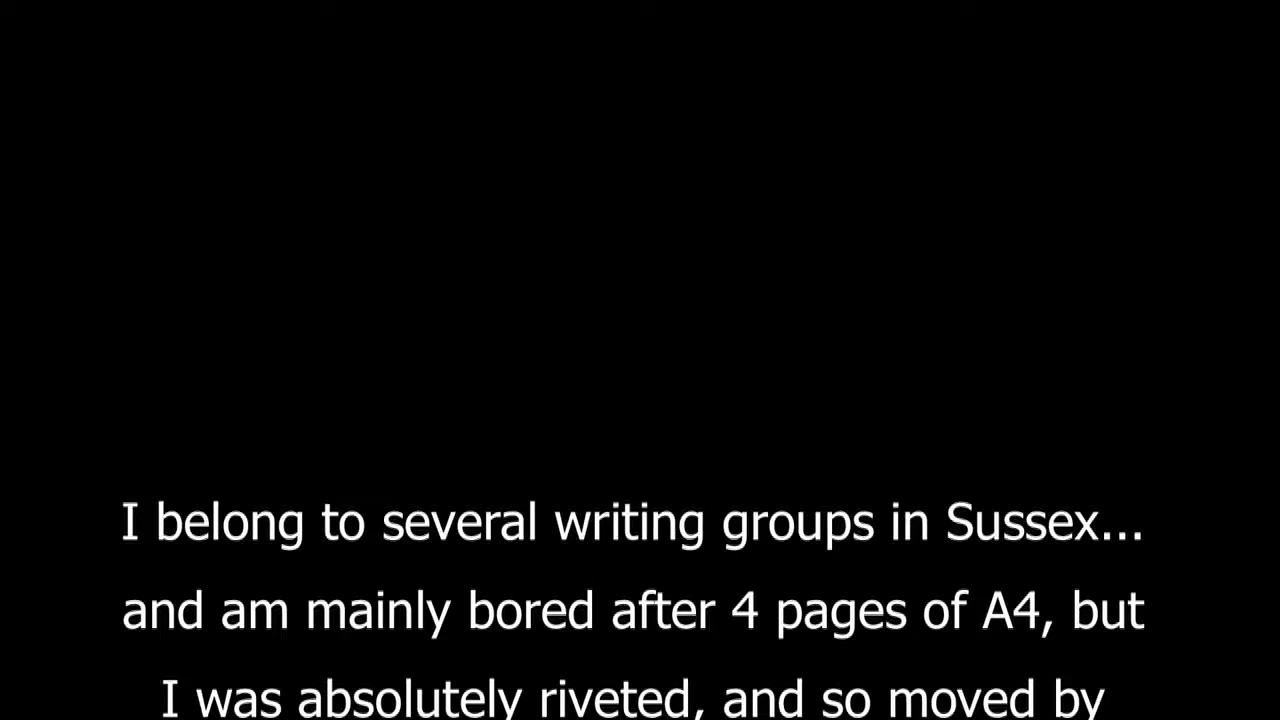 I belong to several writing groups in Sussex...
and am mainly bored after 4 pages of A4, but
I was absolutely riveted, and so moved by